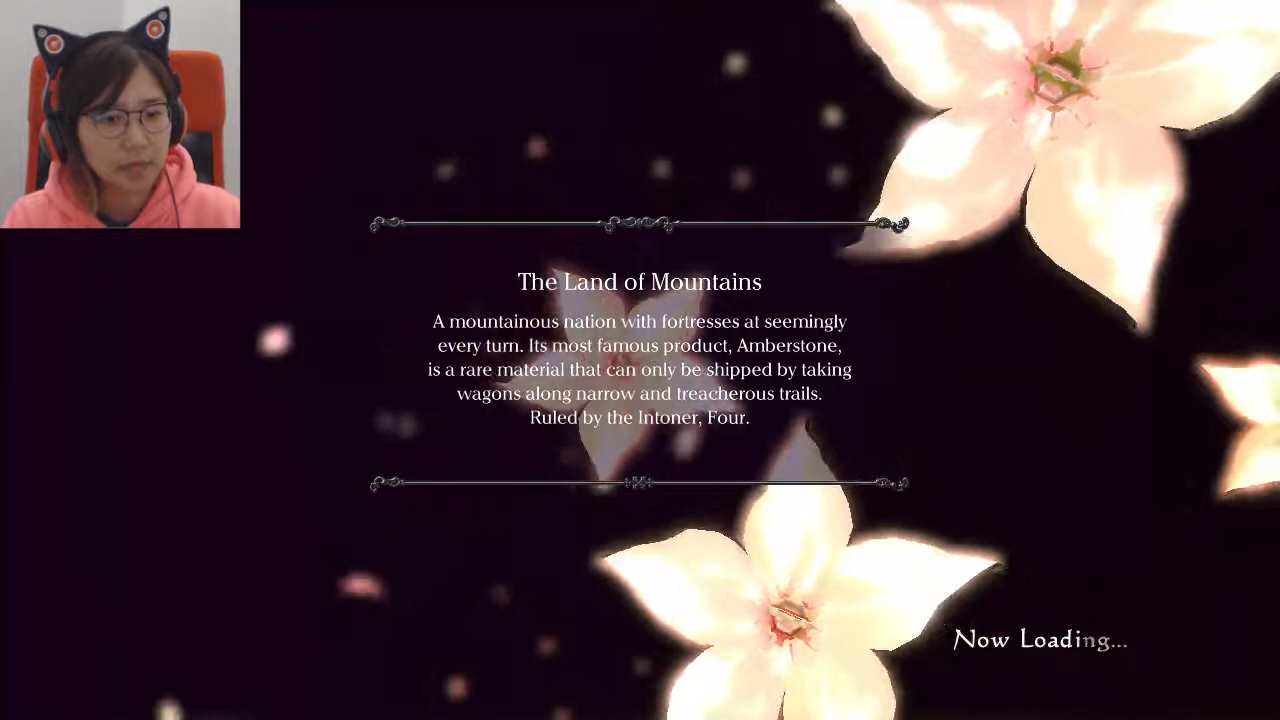 The Land of Mountains
A mountainous nation with fortresses at seemingly
every turn. Its most famous product, Amberstone,
is a rare material that can only be shipped by taking
wagons along narrow and treacherous trails.
Ruled by the Intoner, Four.
Now Loading...